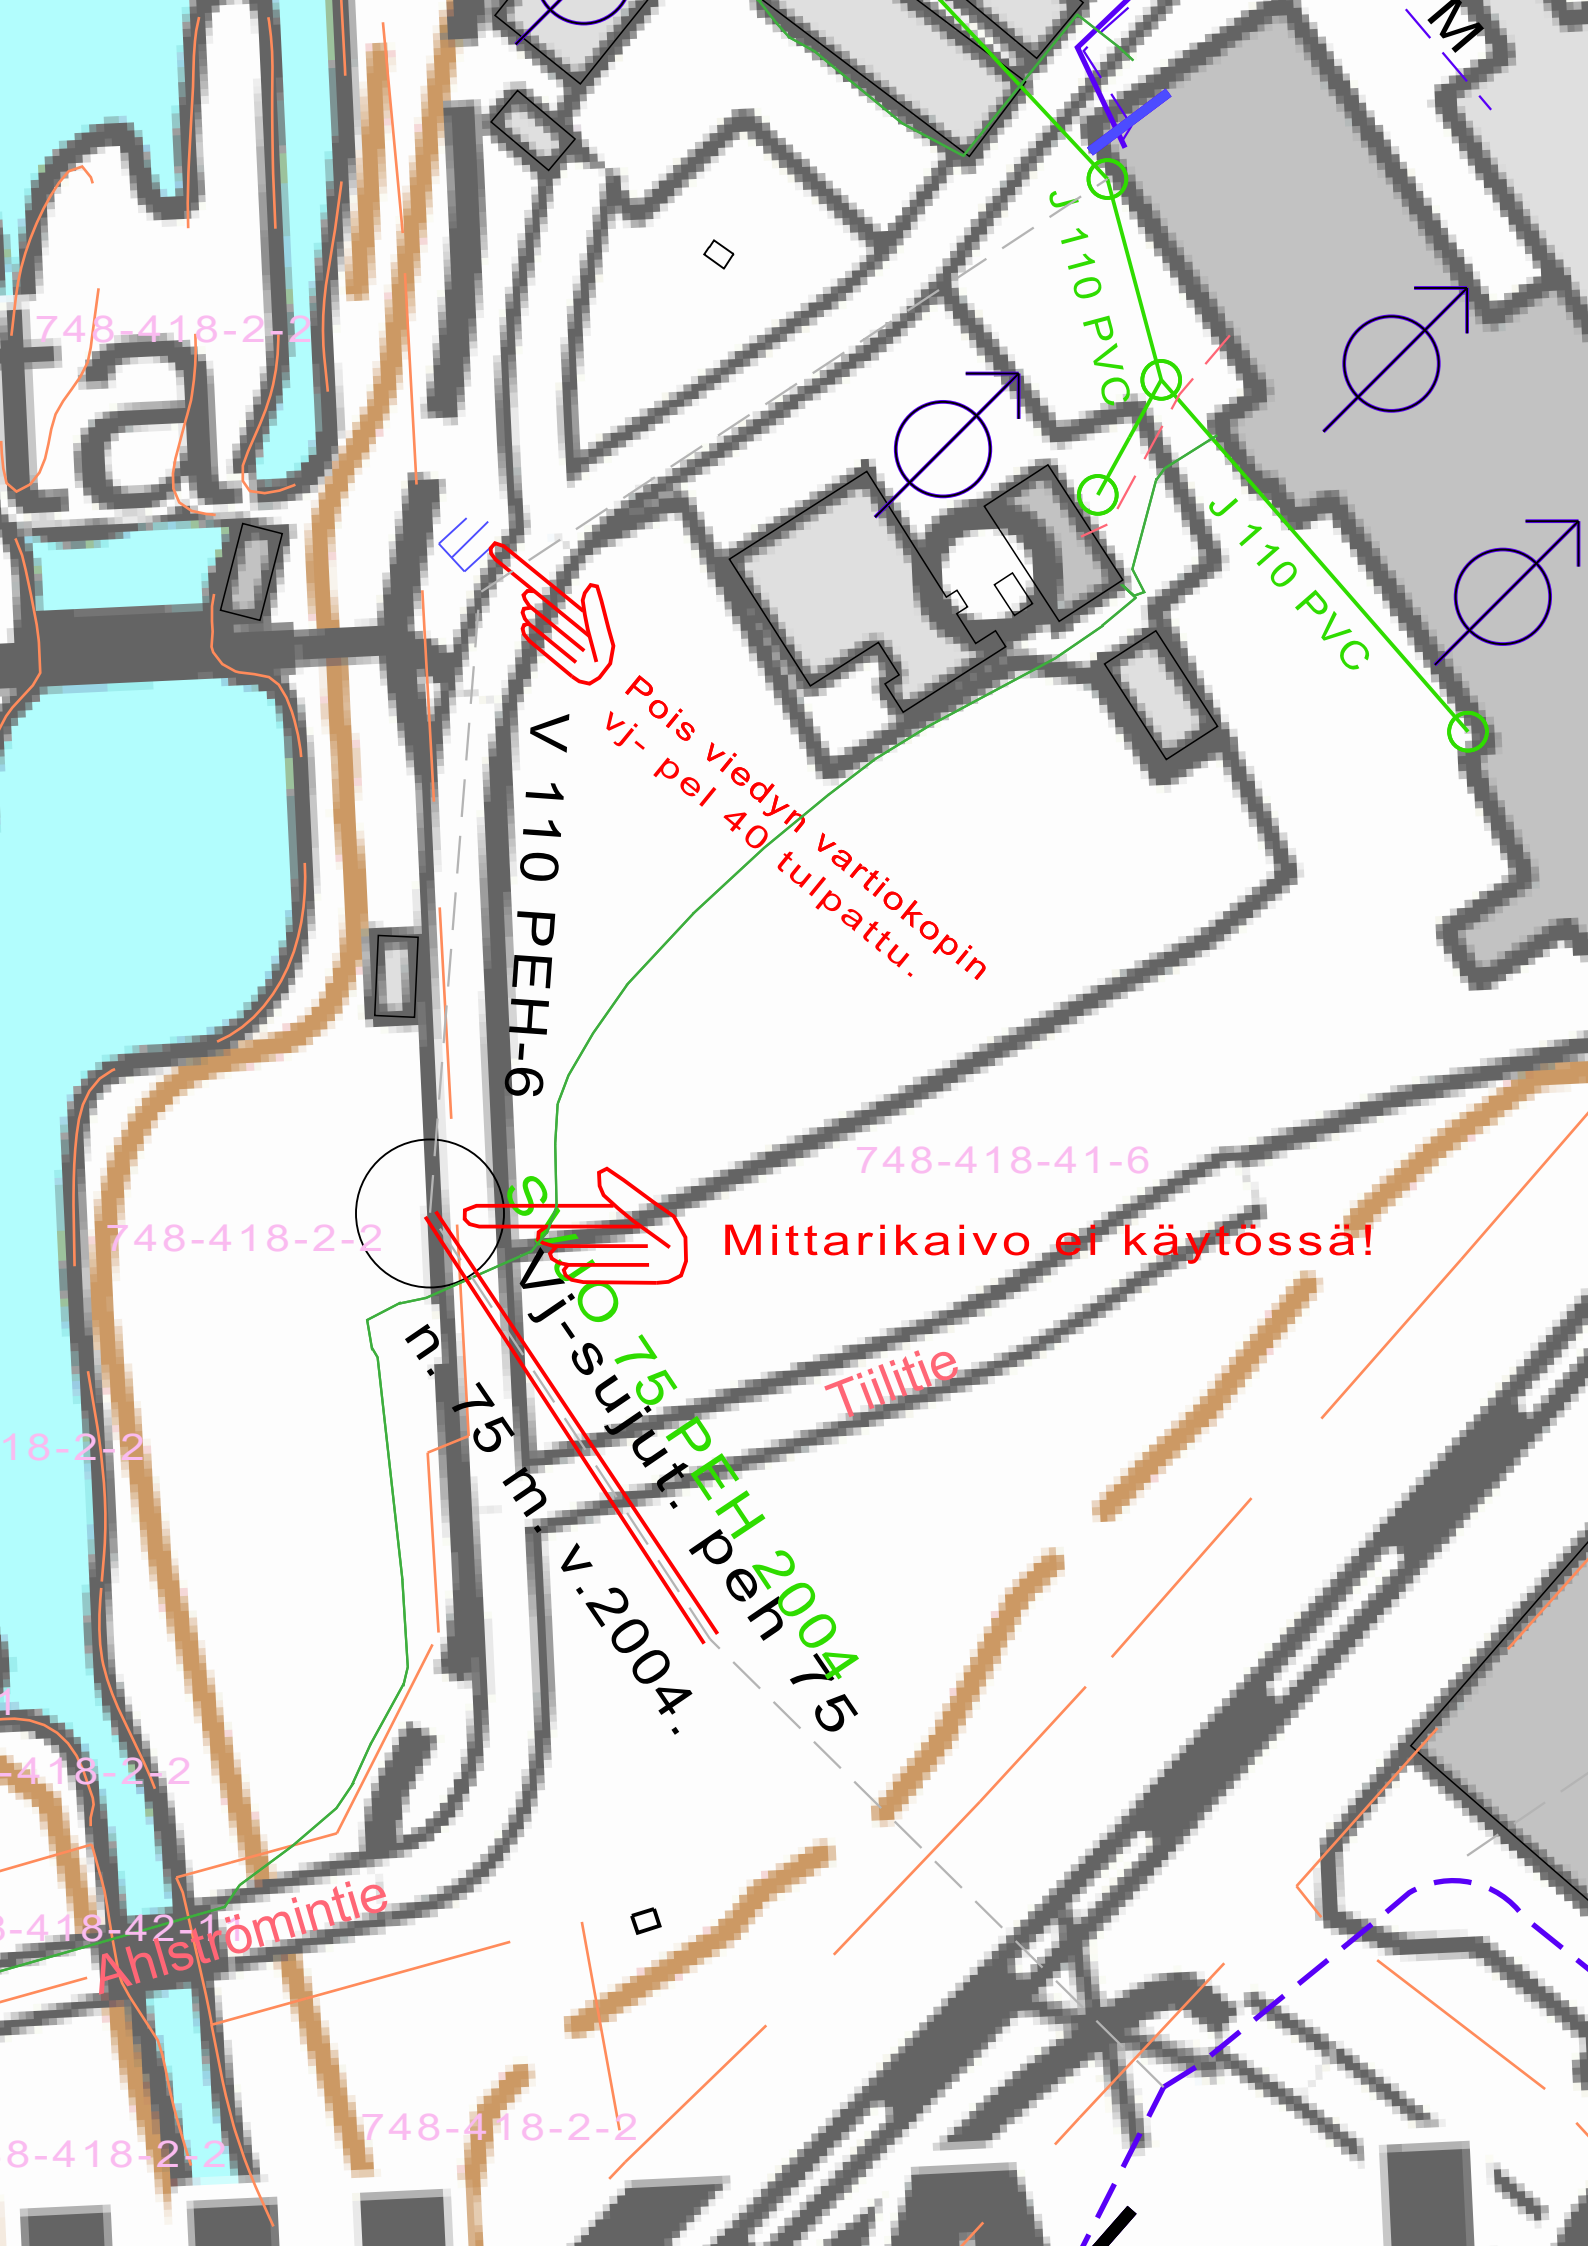 M
J 110 PVC
748-418-2-2
J 110 PVC
Pois viedyn vartiokopin
vj- pel 40 tulpattu.
V 110 PEH-6
748-418-41-6
748-418-2-2
Mittarikaivo ei käytössä!
75 PEH 2004
Vj-sujut. peh 75
n. 75 m. v.2004.
Tiilitie
18-2-2
-418-2-2
-418-42-1
Ahlströmintie
748-418-2-2
8-418-2-2